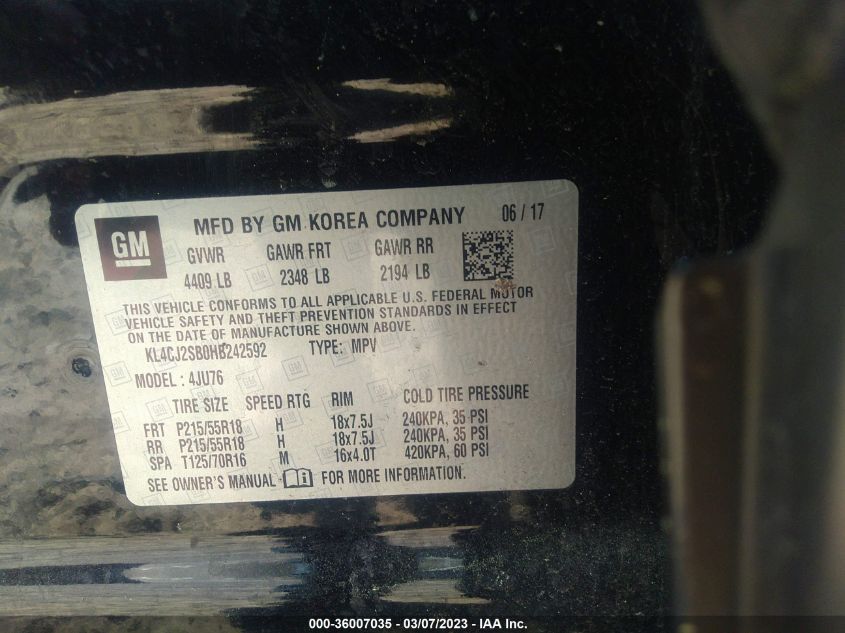 GM
MFD BY GM KOREA COMPANY 06 / 17
GVWR GAWR FRT GAWR RR
4409 LB 2348 LB 2194 LB
THIS VEHICLE CONFORMS TO ALL APPLICABLE U.S. FEDERAL MOTOR
VEHICLE SAFETY AND THEFT PREVENTION STANDARDS IN EFFECT
ON THE DATE OF MANUFACTURE SHOWN ABOVE.
KL4CJ2SB0HB242592 TYPE: MPV
MODEL : 4JU76
TIRE SIZE SPEED RTG RIM COLD TIRE PRESSURE
FRT P215/55R18 H 18x7.5J 240KPA, 35 PSI
RR P215/55R18 H 18x7.5J 240KPA, 35 PSI
SPA T125/70R16 M 16x4.0T 420KPA, 60 PSI
SEE OWNER'S MANUAL FOR MORE INFORMATION.
000-36007035 - 03/07/2023 - IAA Inc.